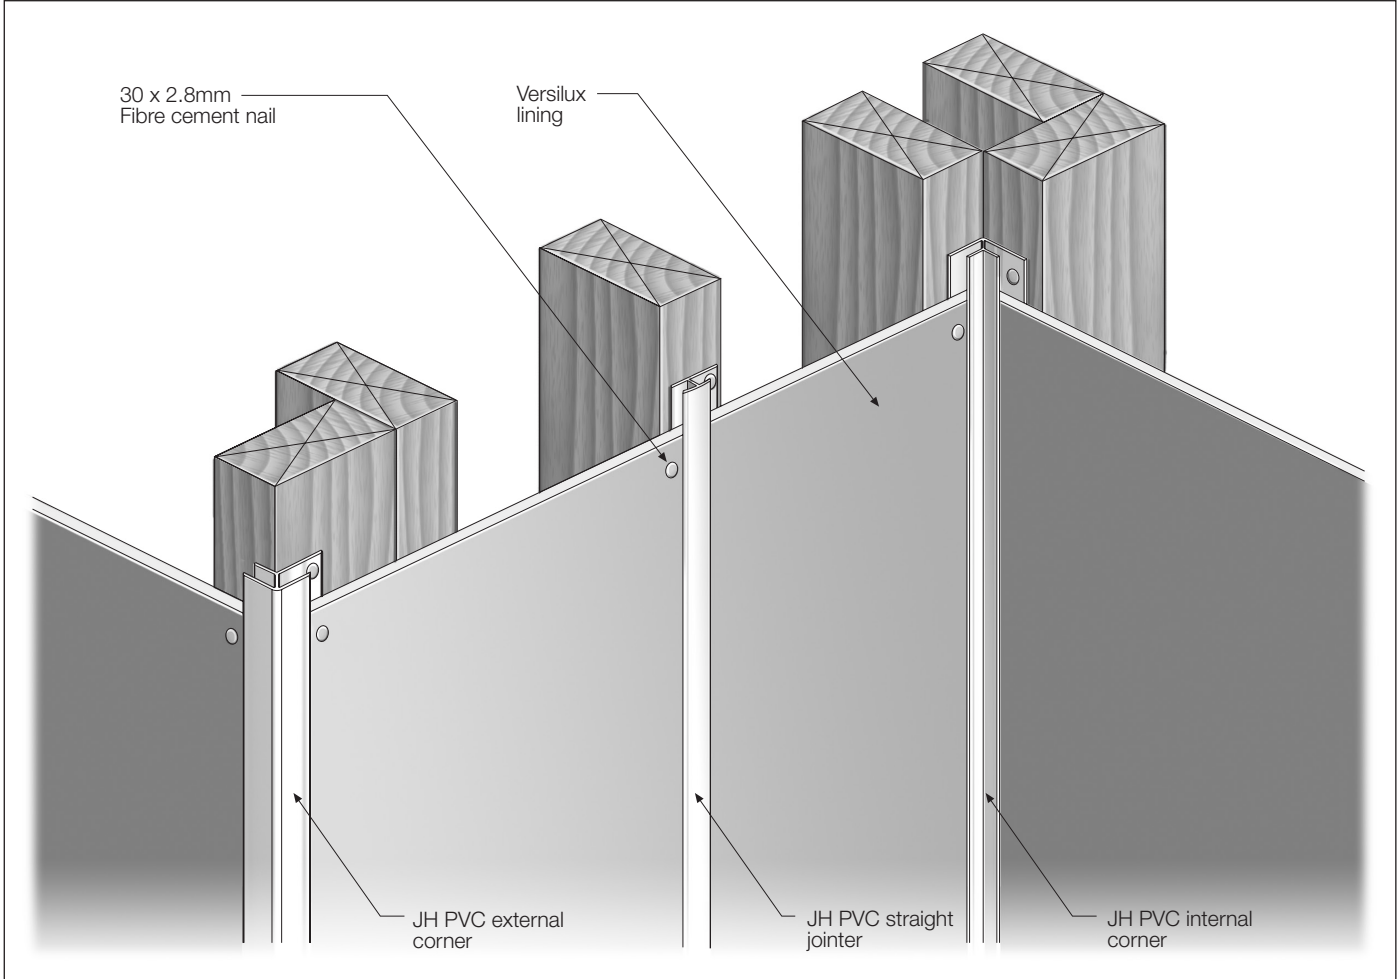 30 x 2.8mm
Fibre cement nail
Versilux
lining
JH PVC external
corner
JH PVC straight
jointer
JH PVC internal
corner